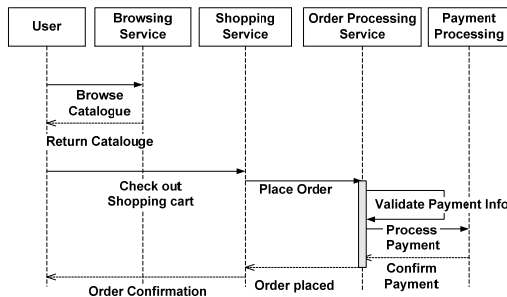 User
Browsing
Service
Shopping
Service
Order Processing
Service
Payment
Processing
Browse
Catalogue
Return Catalouge
Check out
Shopping cart
Place Order
Validate Payment Info
Process
Payment
Confirm
Payment
Order placed
Order Confirmation